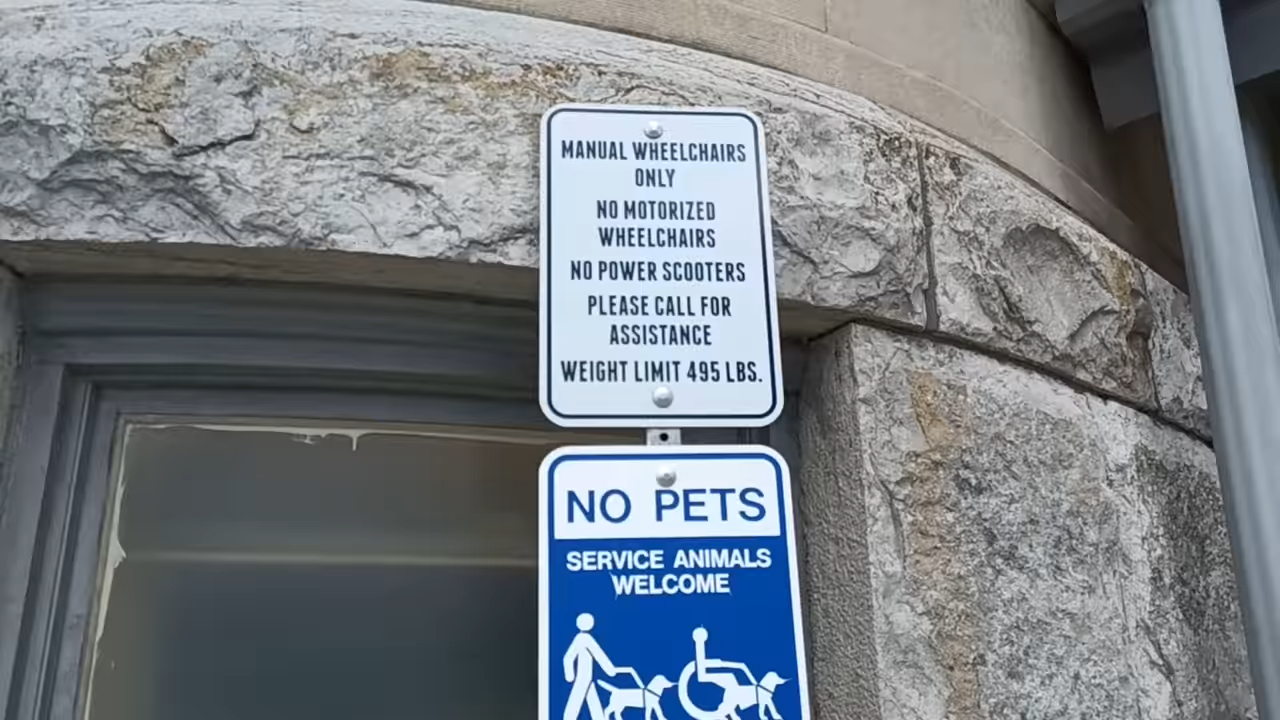 MANUAL WHEELCHAIRS
ONLY
NO MOTORIZED
WHEELCHAIRS
NO POWER SCOOTERS
PLEASE CALL FOR
ASSISTANCE
WEIGHT LIMIT 495 LBS.
NO PETS
SERVICE ANIMALS
WELCOME